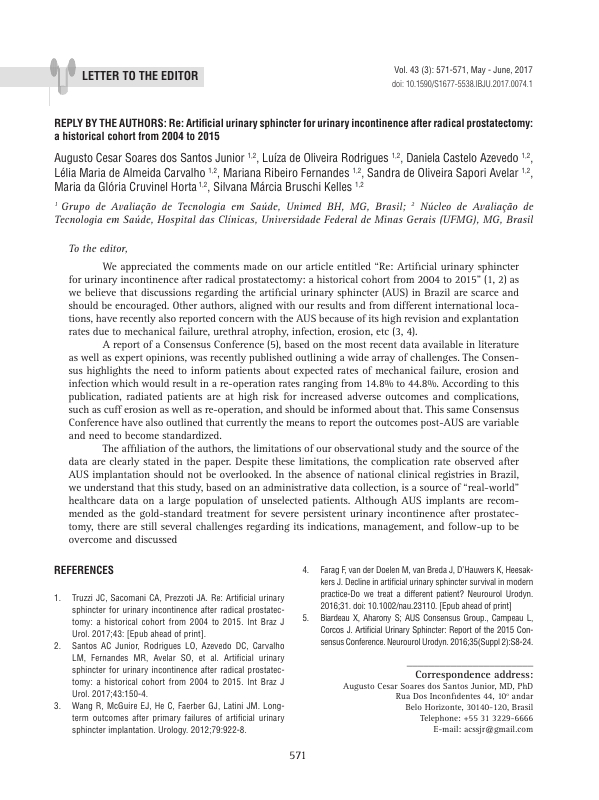 LETTER TO THE EDITOR
Vol. 43 (3): 571-571, May - June, 2017
doi: 10.1590/S1677-5538.IBJU.2017.0074.1
REPLY BY THE AUTHORS: Re: Artificial urinary sphincter for urinary incontinence after radical prostatectomy:
a historical cohort from 2004 to 2015
Augusto Cesar Soares dos Santos Junior 1,2, Luíza de Oliveira Rodrigues 1,2, Daniela Castelo Azevedo 1,2,
Lélia Maria de Almeida Carvalho 1,2, Mariana Ribeiro Fernandes 1,2, Sandra de Oliveira Sapori Avelar 1,2,
Maria da Glória Cruvinel Horta 1,2, Silvana Márcia Bruschi Kelles 1,2
1 Grupo de Avaliação de Tecnologia em Saúde, Unimed BH, MG, Brasil; 2 Núcleo de Avaliação de
Tecnologia em Saúde, Hospital das Clínicas, Universidade Federal de Minas Gerais (UFMG), MG, Brasil
To the editor,
We appreciated the comments made on our article entitled “Re: Artificial urinary sphincter
for urinary incontinence after radical prostatectomy: a historical cohort from 2004 to 2015” (1, 2) as
we believe that discussions regarding the artificial urinary sphincter (AUS) in Brazil are scarce and
should be encouraged. Other authors, aligned with our results and from different international loca-
tions, have recently also reported concern with the AUS because of its high revision and explantation
rates due to mechanical failure, urethral atrophy, infection, erosion, etc (3, 4).
A report of a Consensus Conference (5), based on the most recent data available in literature
as well as expert opinions, was recently published outlining a wide array of challenges. The Consen-
sus highlights the need to inform patients about expected rates of mechanical failure, erosion and
infection which would result in a re-operation rates ranging from 14.8% to 44.8%. According to this
publication, radiated patients are at high risk for increased adverse outcomes and complications,
such as cuff erosion as well as re-operation, and should be informed about that. This same Consensus
Conference have also outlined that currently the means to report the outcomes post-AUS are variable
and need to become standardized.
The affiliation of the authors, the limitations of our observational study and the source of the
data are clearly stated in the paper. Despite these limitations, the complication rate observed after
AUS implantation should not be overlooked. In the absence of national clinical registries in Brazil,
we understand that this study, based on an administrative data collection, is a source of “real-world”
healthcare data on a large population of unselected patients. Although AUS implants are recom-
mended as the gold-standard treatment for severe persistent urinary incontinence after prostatec-
tomy, there are still several challenges regarding its indications, management, and follow-up to be
overcome and discussed
REFERENCES
1. Truzzi JC, Sacomani CA, Prezzoti JA. Re: Artificial urinary
sphincter for urinary incontinence after radical prostatec-
tomy: a historical cohort from 2004 to 2015. Int Braz J
Urol. 2017;43: [Epub ahead of print].
2. Santos AC Junior, Rodrigues LO, Azevedo DC, Carvalho
LM, Fernandes MR, Avelar SO, et al. Artificial urinary
sphincter for urinary incontinence after radical prostatec-
tomy: a historical cohort from 2004 to 2015. Int Braz J
Urol. 2017;43:150-4.
3. Wang R, McGuire EJ, He C, Faerber GJ, Latini JM. Long-
term outcomes after primary failures of artificial urinary
sphincter implantation. Urology. 2012;79:922-8.
4. Farag F, van der Doelen M, van Breda J, D'Hauwers K, Heesak-
kers J. Decline in artificial urinary sphincter survival in modern
practice-Do we treat a different patient? Neurourol Urodyn.
2016;31. doi: 10.1002/nau.23110. [Epub ahead of print]
5. Biardeau X, Aharony S; AUS Consensus Group., Campeau L,
Corcos J. Artificial Urinary Sphincter: Report of the 2015 Con-
sensus Conference. Neurourol Urodyn. 2016;35(Suppl 2):S8-24.
Correspondence address:
Augusto Cesar Soares dos Santos Junior, MD, PhD
Rua Dos Inconfidentes 44, 10º andar
Belo Horizonte, 30140-120, Brasil
Telephone: +55 31 3229-6666
E-mail: acssjr@gmail.com
571